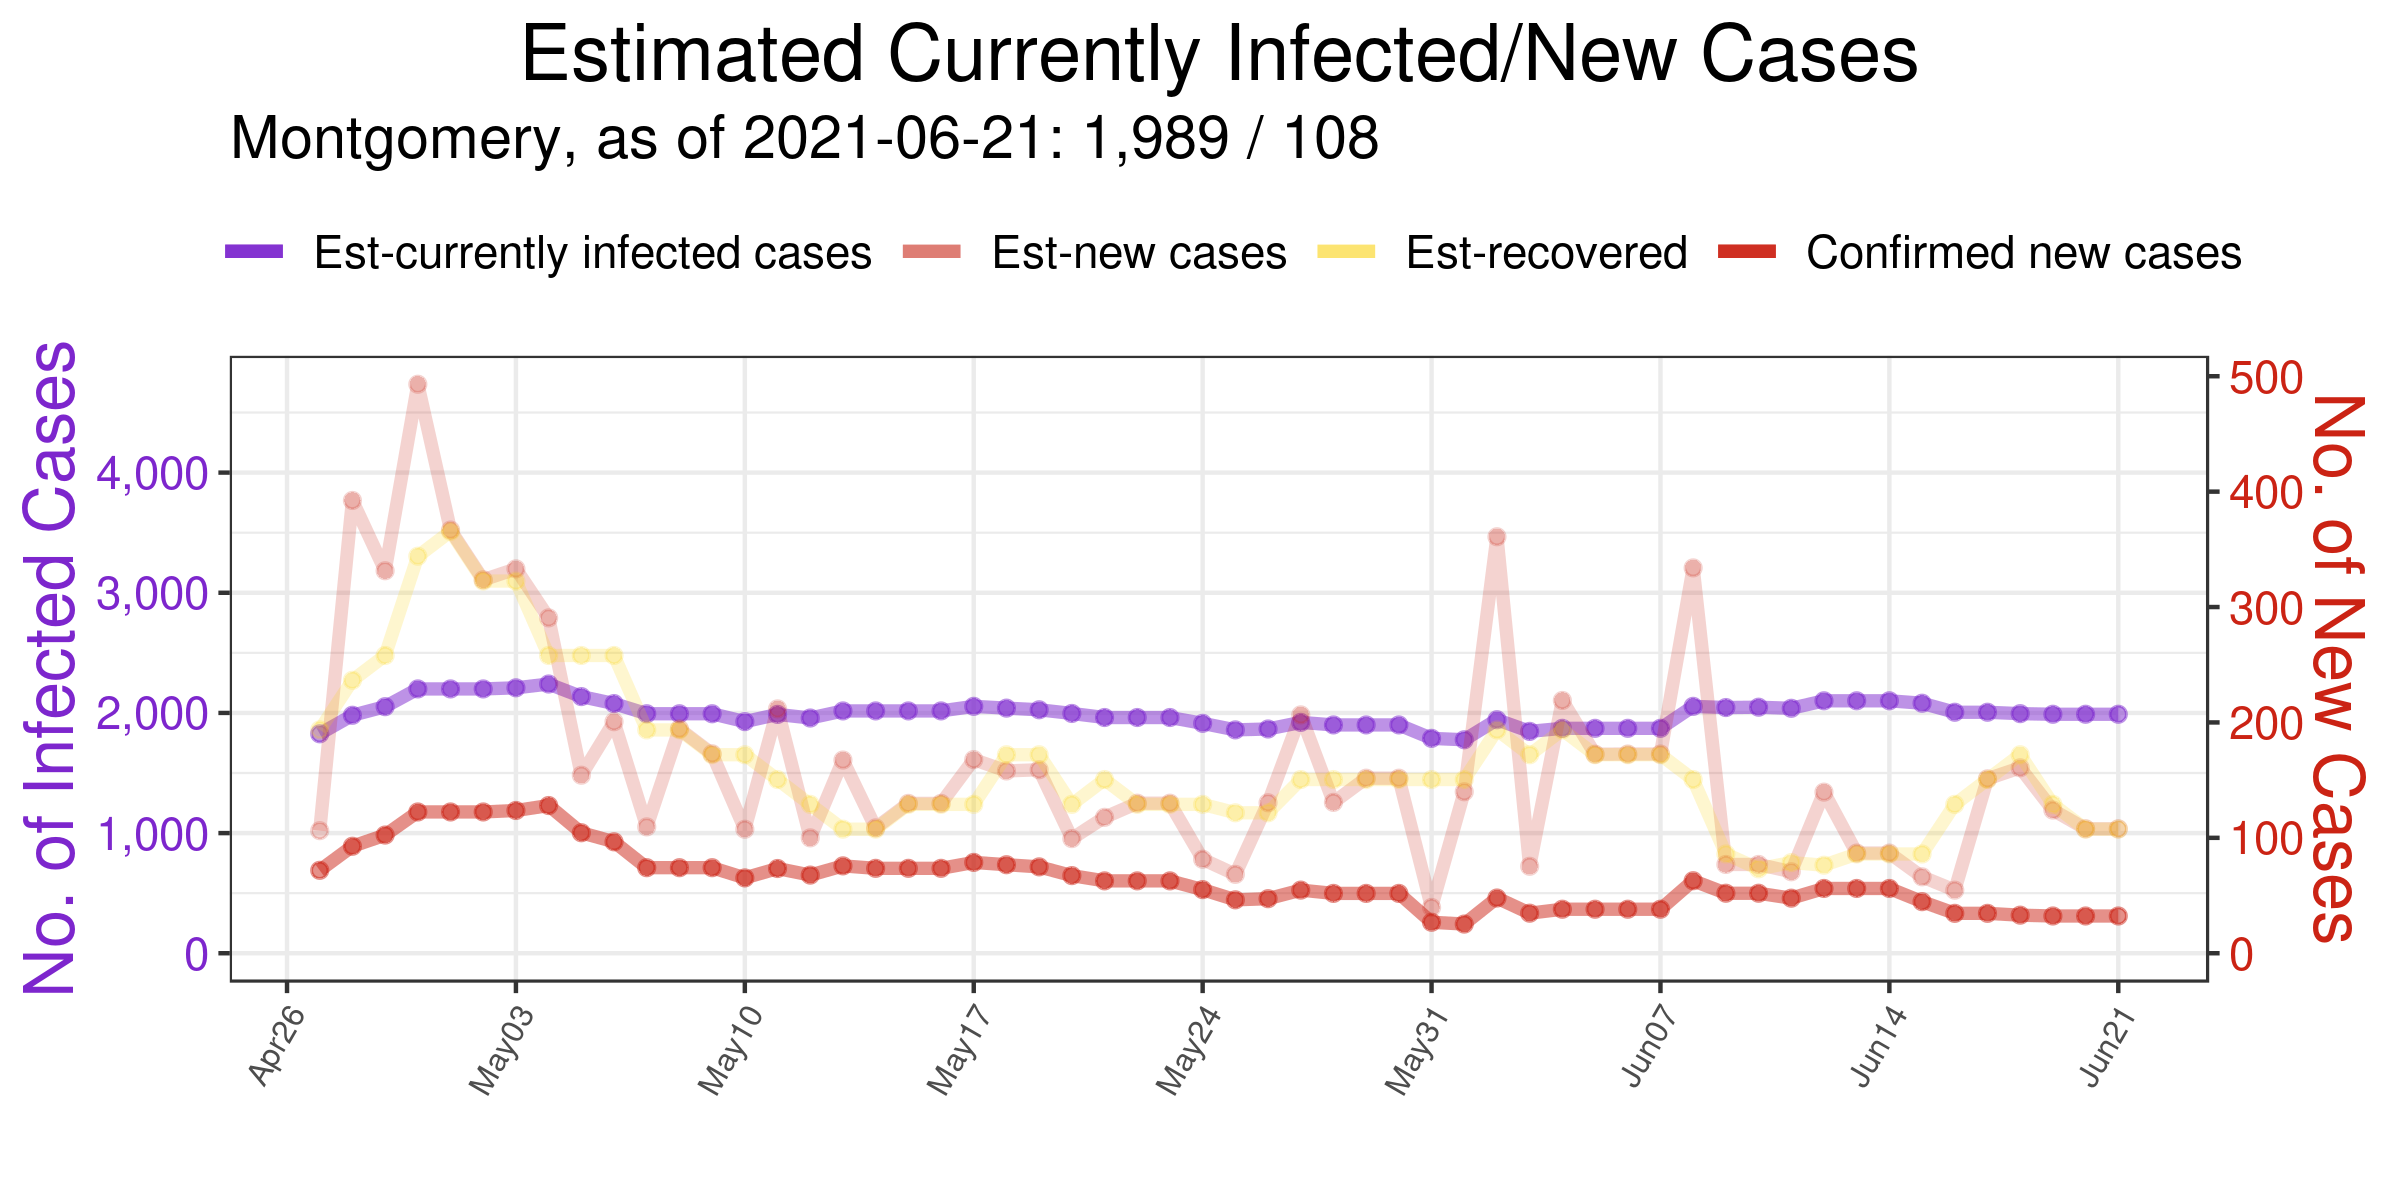 Estimated Currently Infected/New Cases
Montgomery, as of 2021-06-21: 1,989 / 108
Est-currently infected cases Est-new cases Est-recovered Confirmed new cases
No. of Infected Cases
4,000
3,000
2,000
1,000
0
500
400
300
200
100
0
No. of New Cases
Apr26 May03 May10 May17 May24 May31 Jun07 Jun14 Jun21